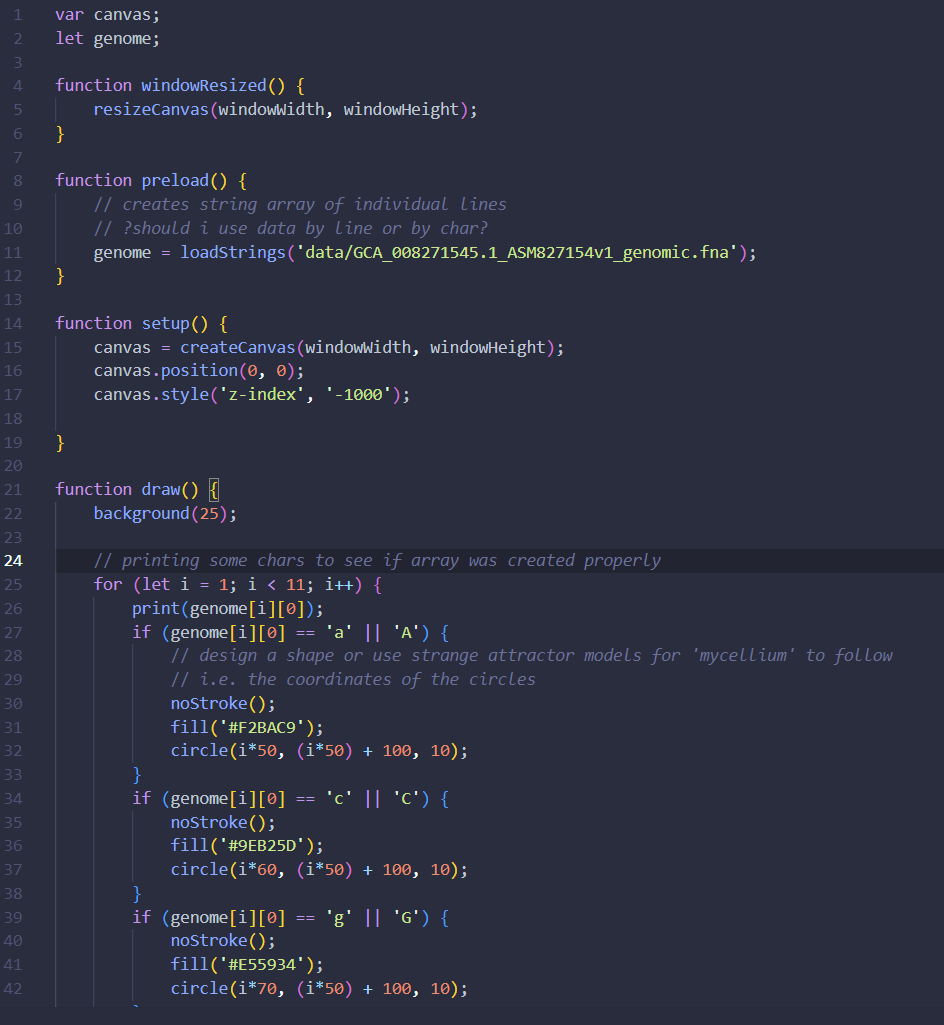 1 var canvas;
2 let genome;
3
4 function windowResized() {
5     resizeCanvas(windowWidth, windowHeight);
6 }
7
8 function preload() {
9     // creates string array of individual lines
10     // ?should i use data by line or by char?
11     genome = loadStrings('data/GCA_008271545.1_ASM827154v1_genomic.fna');
12 }
13
14 function setup() {
15     canvas = createCanvas(windowWidth, windowHeight);
16     canvas.position(0, 0);
17     canvas.style('z-index', '-1000');
18
19 }
20
21 function draw() {
22     background(25);
23
24     // printing some chars to see if array was created properly
25     for (let i = 1; i < 11; i++) {
26         print(genome[i][0]);
27         if (genome[i][0] == 'a' || 'A') {
28             // design a shape or use strange attractor models for 'mycellium' to follow
29             // i.e. the coordinates of the circles
30             noStroke();
31             fill('#F2BAC9');
32             circle(i*50, (i*50) + 100, 10);
33         }
34         if (genome[i][0] == 'c' || 'C') {
35             noStroke();
36             fill('#9EB25D');
37             circle(i*60, (i*50) + 100, 10);
38         }
39         if (genome[i][0] == 'g' || 'G') {
40             noStroke();
41             fill('#E55934');
42             circle(i*70, (i*50) + 100, 10);